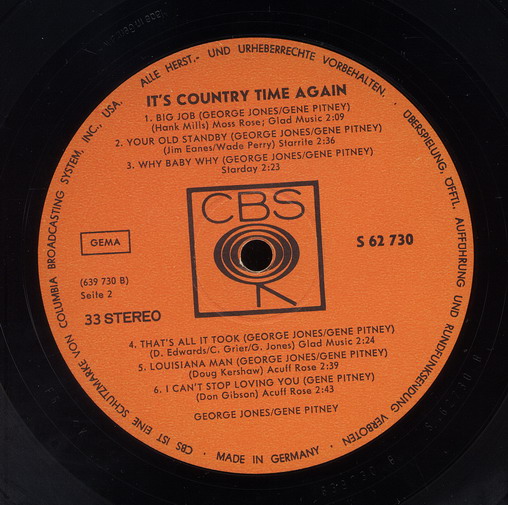 ALLE HERST.- UND URHEBERRECHTE VORBEHALTEN. · ÜBERSPIELUNG, ÖFFTL. AUFFÜHRUNG UND RUNDFUNKSENDUNG VERBOTEN · MADE IN GERMANY · CBS IST EINE SCHUTZMARKE VON COLUMBIA BROADCASTING SYSTEM, INC., USA.
IT'S COUNTRY TIME AGAIN
1. BIG JOB (GEORGE JONES/GENE PITNEY)
(Hank Mills) Moss Rose; Glad Music 2:09
2. YOUR OLD STANDBY (GEORGE JONES/GENE PITNEY)
(Jim Eanes/Wade Perry) Starrite 2:36
3. WHY BABY WHY (GEORGE JONES/GENE PITNEY)
Starday 2:23
CBS
GEMA
S 62 730
(639 730 B)
Seite 2
33 STEREO
4. THAT'S ALL IT TOOK (GEORGE JONES/GENE PITNEY)
(D. Edwards/C. Grier/G. Jones) Glad Music 2:24
5. LOUISIANA MAN (GEORGE JONES/GENE PITNEY)
(Doug Kershaw) Acuff Rose 2:39
6. I CAN'T STOP LOVING YOU (GENE PITNEY)
(Don Gibson) Acuff Rose 2:43
GEORGE JONES/GENE PITNEY